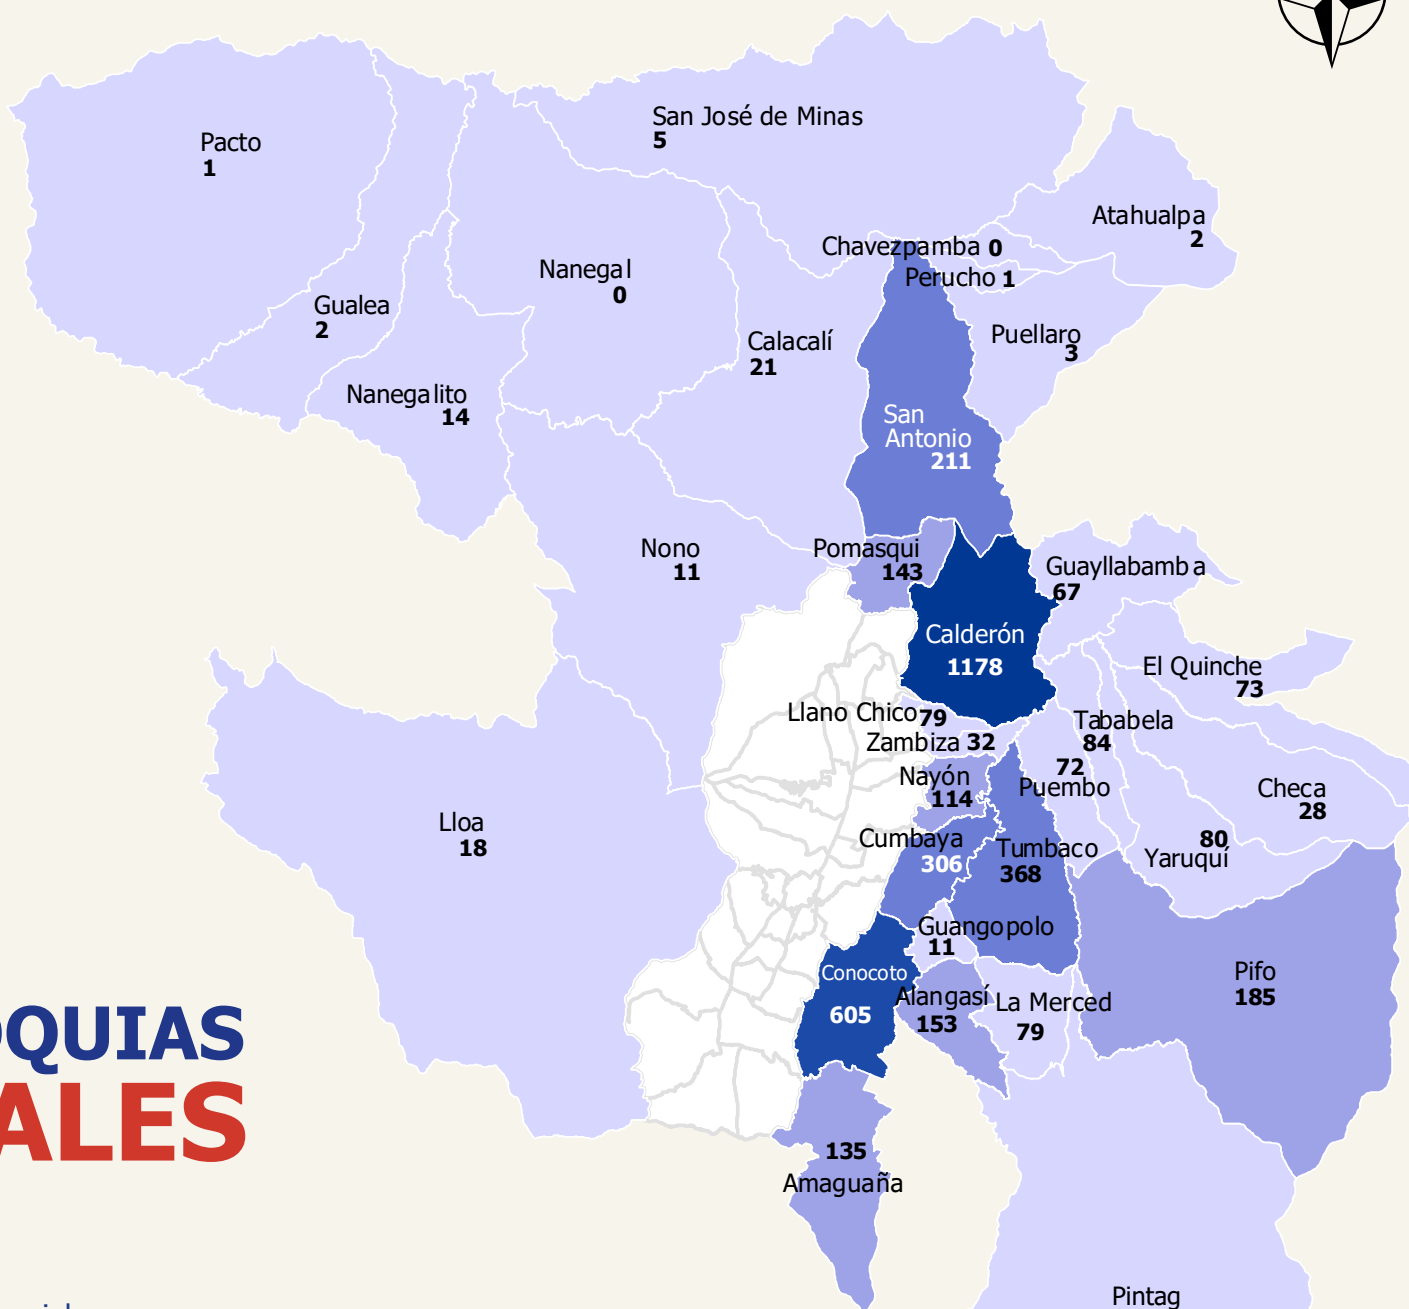 San José de Minas
5
Pacto
1
Atahualpa
2
Chavezpamba 0
Perucho 1
Nanegal
0
Gualea
2
Calacalí
21
Puellaro
3
Nanegalito
14
San
Antonio
211
Nono
11
Pomasqui
143
Guayllabamba
67
Calderón
1178
El Quinche
73
Llano Chico 79
Tababela
84
Zambiza 32
72
Puembo
Nayón
114
Checa
28
Lloa
18
Cumbaya
306
Tumbaco
368
80
Yaruquí
Guangopolo
11
Conocoto
605
Alangasí
153
La Merced
79
Pifo
185
QUIAS
ALES
135
Amaguaña
Pintag